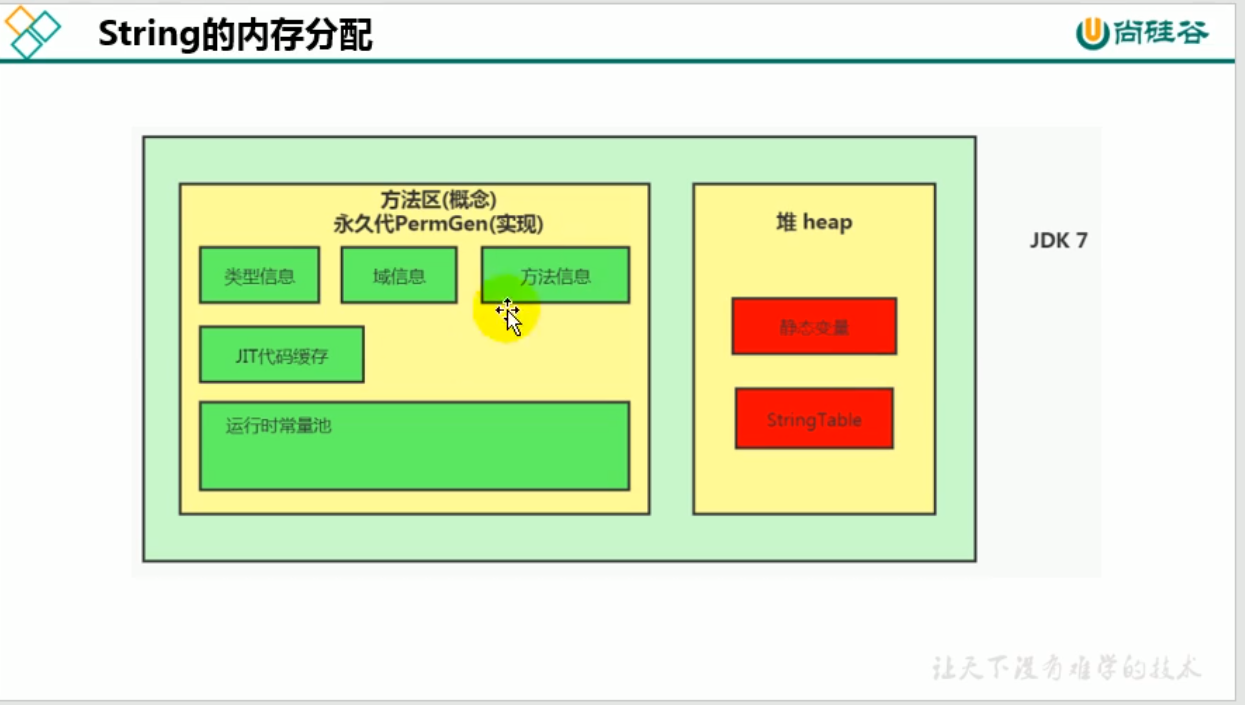 String的内存分配
尚硅谷
方法区(概念)
永久代PermGen(实现)
类型信息
域信息
方法信息
JIT代码缓存
运行时常量池
堆 heap
静态变量
StringTable
JDK 7
让天下没有难学的技术